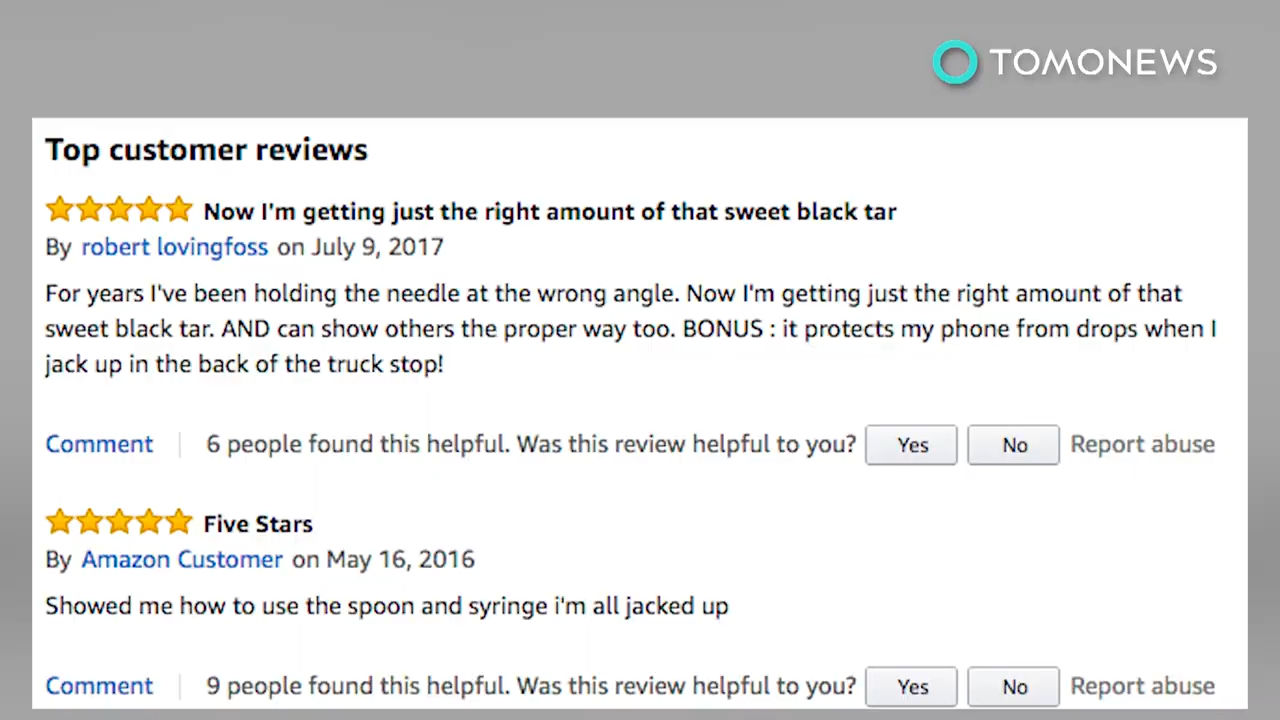 TOMONEWS
Top customer reviews
Now I'm getting just the right amount of that sweet black tar
By robert lovingfoss on July 9, 2017
For years I've been holding the needle at the wrong angle. Now I'm getting just the right amount of that
sweet black tar. AND can show others the proper way too. BONUS : it protects my phone from drops when I
jack up in the back of the truck stop!
Comment 6 people found this helpful. Was this review helpful to you? Yes No Report abuse
Five Stars
By Amazon Customer on May 16, 2016
Showed me how to use the spoon and syringe i'm all jacked up
Comment 9 people found this helpful. Was this review helpful to you? Yes No Report abuse